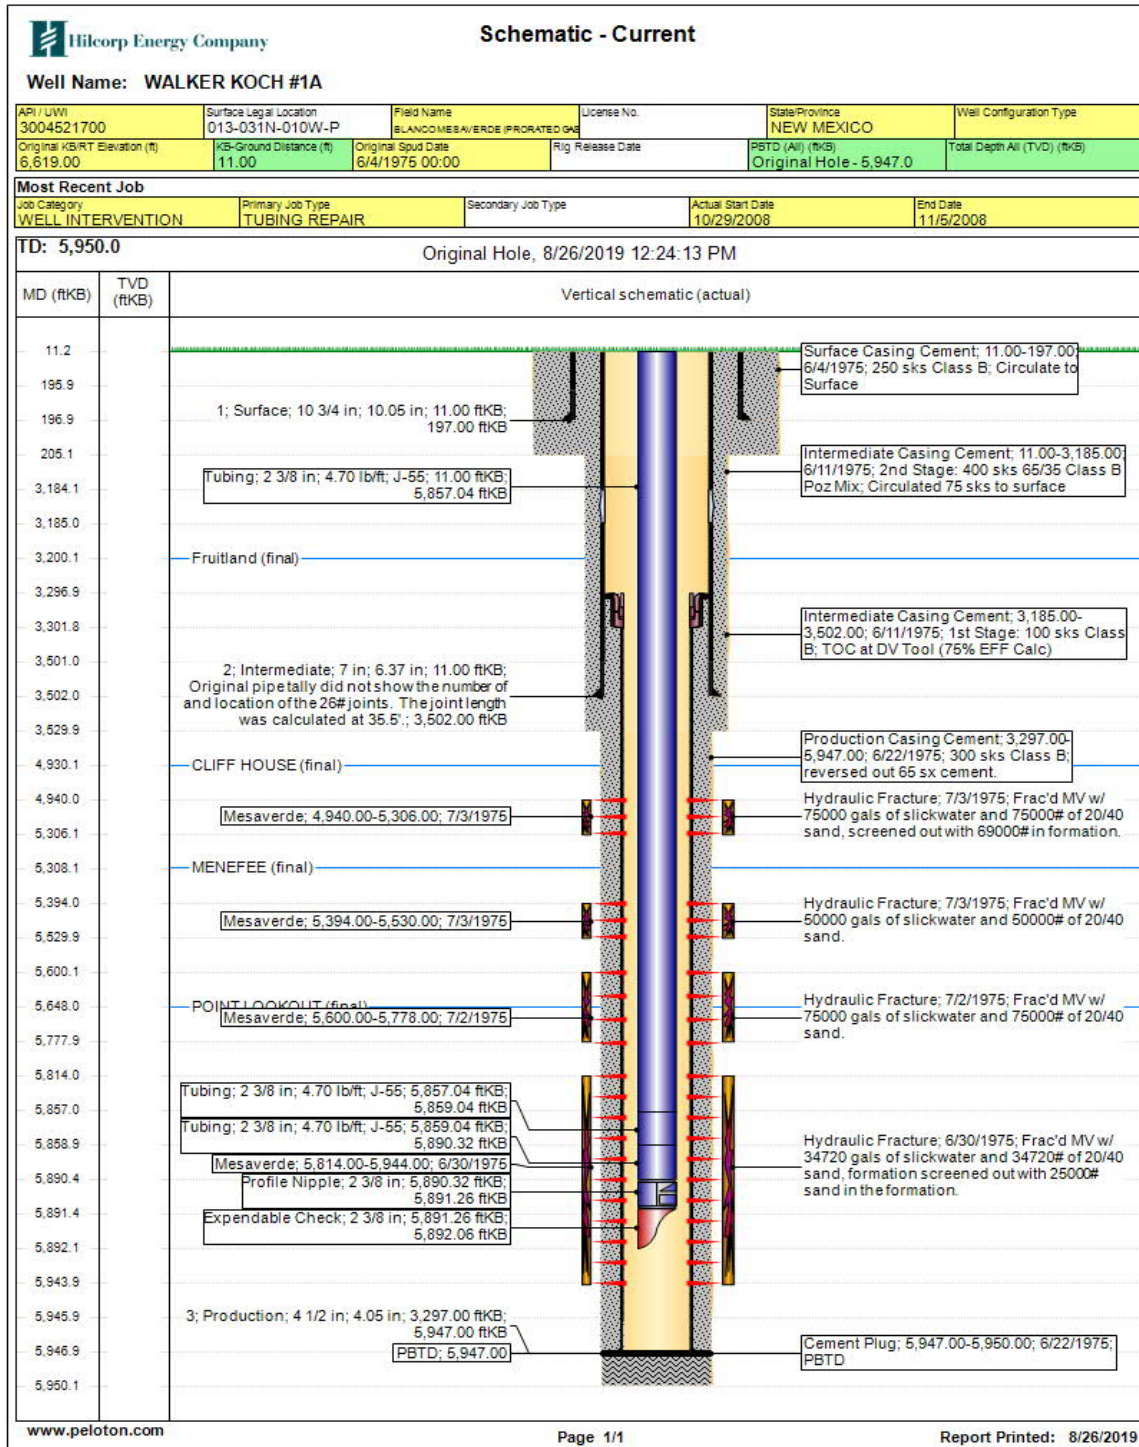 Hilcorp Energy Company
Schematic - Current
Well Name: WALKER KOCH #1A
API / UWI
3004521700
Surface Legal Location
013-031N-010W-P
Field Name
BLANCO MESAVERDE (PRORATED GAS
License No.
State/Province
NEW MEXICO
Well Configuration Type
Original KB/RT Elevation (ft)
6,619.00
KB-Ground Distance (ft)
11.00
Original Spud Date
6/4/1975 00:00
Rig Release Date
PBTD (All) (ftKB)
Original Hole - 5,947.0
Total Depth All (TVD) (ftKB)
Most Recent Job
Job Category
WELL INTERVENTION
Primary Job Type
TUBING REPAIR
Secondary Job Type
Actual Start Date
10/29/2008
End Date
11/5/2008
TD: 5,950.0
Original Hole, 8/26/2019 12:24:13 PM
MD (ftKB)
TVD
(ftKB)
Vertical schematic (actual)
11.2
195.9
196.9
205.1
3,184.1
3,185.0
3,200.1
3,296.9
3,301.8
3,501.0
3,502.0
3,529.9
4,930.1
4,940.0
5,306.1
5,308.1
5,394.0
5,529.9
5,600.1
5,648.0
5,777.9
5,814.0
5,857.0
5,858.9
5,890.4
5,891.4
5,892.1
5,943.9
5,945.9
5,946.9
5,950.1
1; Surface; 10 3/4 in; 10.05 in; 11.00 ftKB;
197.00 ftKB
Tubing; 2 3/8 in; 4.70 lb/ft; J-55; 11.00 ftKB;
5,857.04 ftKB
Fruitland (final)
2; Intermediate; 7 in; 6.37 in; 11.00 ftKB;
Original pipe tally did not show the number of
and location of the 26# joints. The joint length
was calculated at 35.5'.; 3,502.00 ftKB
CLIFF HOUSE (final)
Mesaverde; 4,940.00-5,306.00; 7/3/1975
MENEFEE (final)
Mesaverde; 5,394.00-5,530.00; 7/3/1975
POINT LOOKOUT (final)
Mesaverde; 5,600.00-5,778.00; 7/2/1975
Tubing; 2 3/8 in; 4.70 lb/ft; J-55; 5,857.04 ftKB;
5,859.04 ftKB
Tubing; 2 3/8 in; 4.70 lb/ft; J-55; 5,859.04 ftKB;
5,890.32 ftKB
Mesaverde; 5,814.00-5,944.00; 6/30/1975
Profile Nipple; 2 3/8 in; 5,890.32 ftKB;
5,891.26 ftKB
Expendable Check; 2 3/8 in; 5,891.26 ftKB;
5,892.06 ftKB
3; Production; 4 1/2 in; 4.05 in; 3,297.00 ftKB;
5,947.00 ftKB
PBTD; 5,947.00
Surface Casing Cement; 11.00-197.00;
6/4/1975; 250 sks Class B; Circulate to
Surface
Intermediate Casing Cement; 11.00-3,185.00;
6/11/1975; 2nd Stage: 400 sks 65/35 Class B
Poz Mix; Circulated 75 sks to surface
Intermediate Casing Cement; 3,185.00-
3,502.00; 6/11/1975; 1st Stage: 100 sks Class
B; TOC at DV Tool (75% EFF Calc)
Production Casing Cement; 3,297.00-
5,947.00; 6/22/1975; 300 sks Class B;
reversed out 65 sx cement.
Hydraulic Fracture; 7/3/1975; Frac'd MV w/
75000 gals of slickwater and 75000# of 20/40
sand, screened out with 69000# in formation.
Hydraulic Fracture; 7/3/1975; Frac'd MV w/
50000 gals of slickwater and 50000# of 20/40
sand.
Hydraulic Fracture; 7/2/1975; Frac'd MV w/
75000 gals of slickwater and 75000# of 20/40
sand.
Hydraulic Fracture; 6/30/1975; Frac'd MV w/
34720 gals of slickwater and 34720# of 20/40
sand, formation screened out with 25000#
sand in the formation.
Cement Plug; 5,947.00-5,950.00; 6/22/1975;
PBTD
www.peloton.com
Page 1/1
Report Printed: 8/26/2019